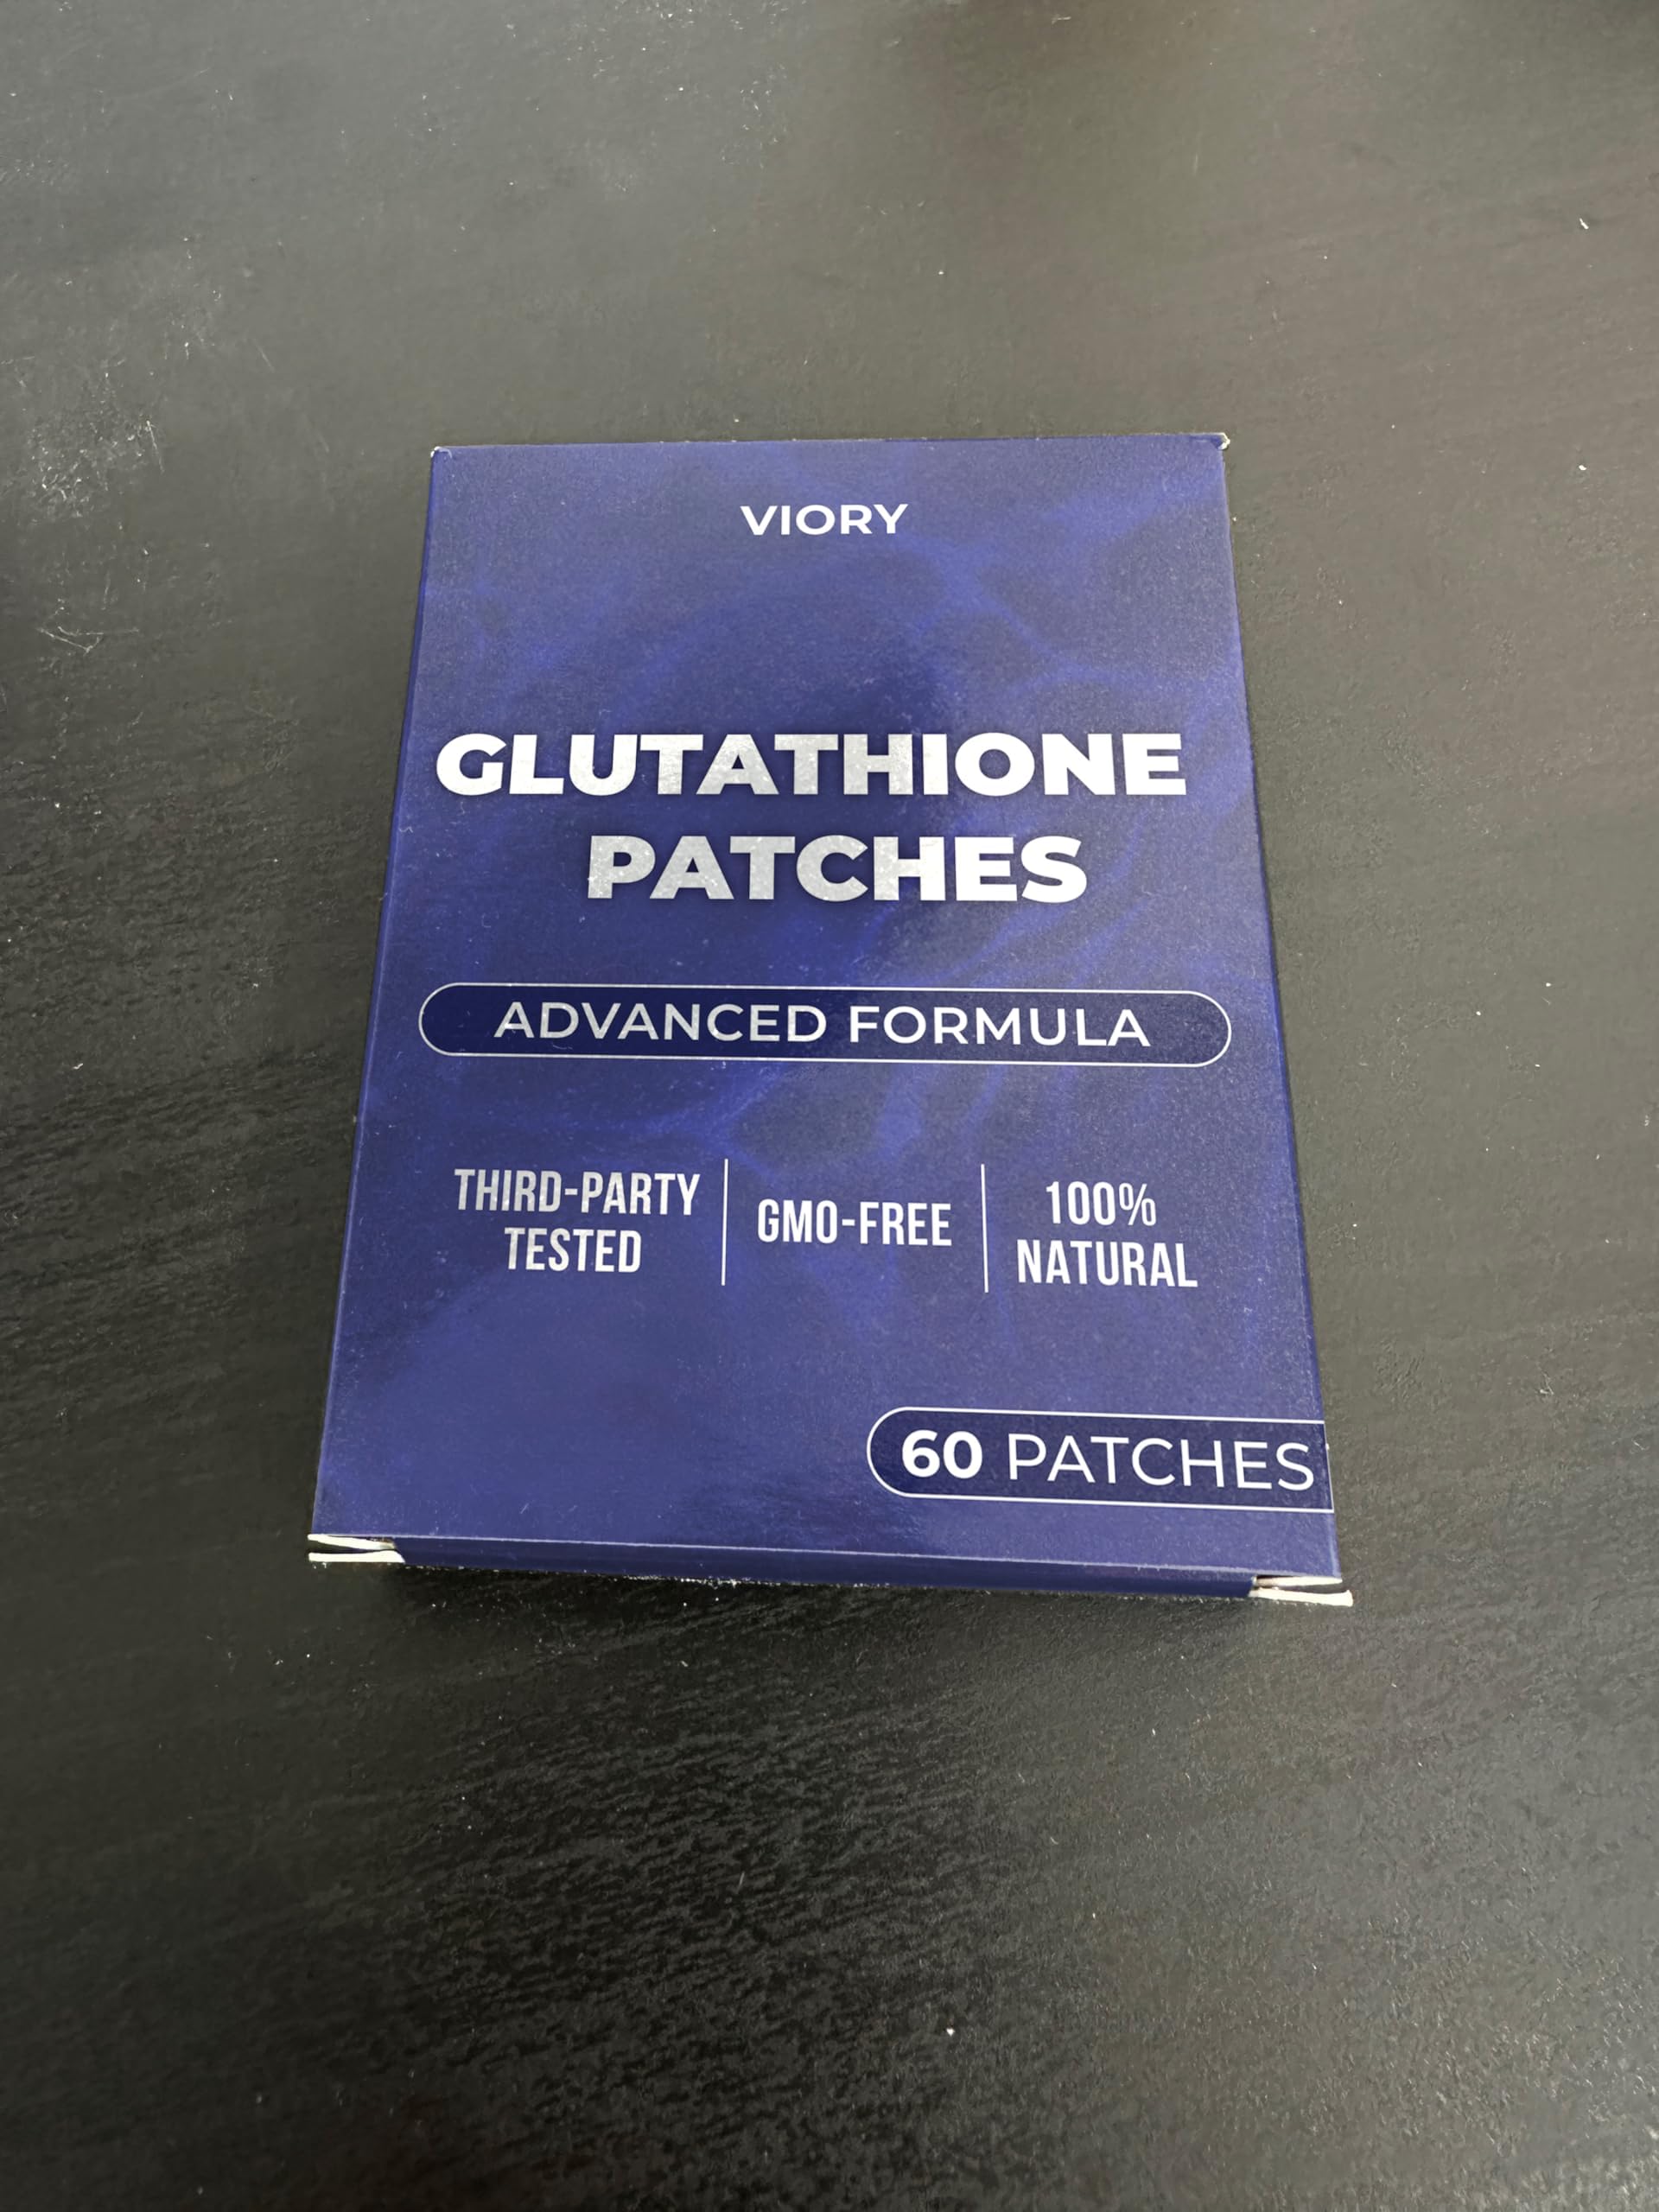 VIORY
GLUTATHIONE
PATCHES
ADVANCED FORMULA
THIRD-PARTY
TESTED
GMO-FREE
100%
NATURAL
60 PATCHES